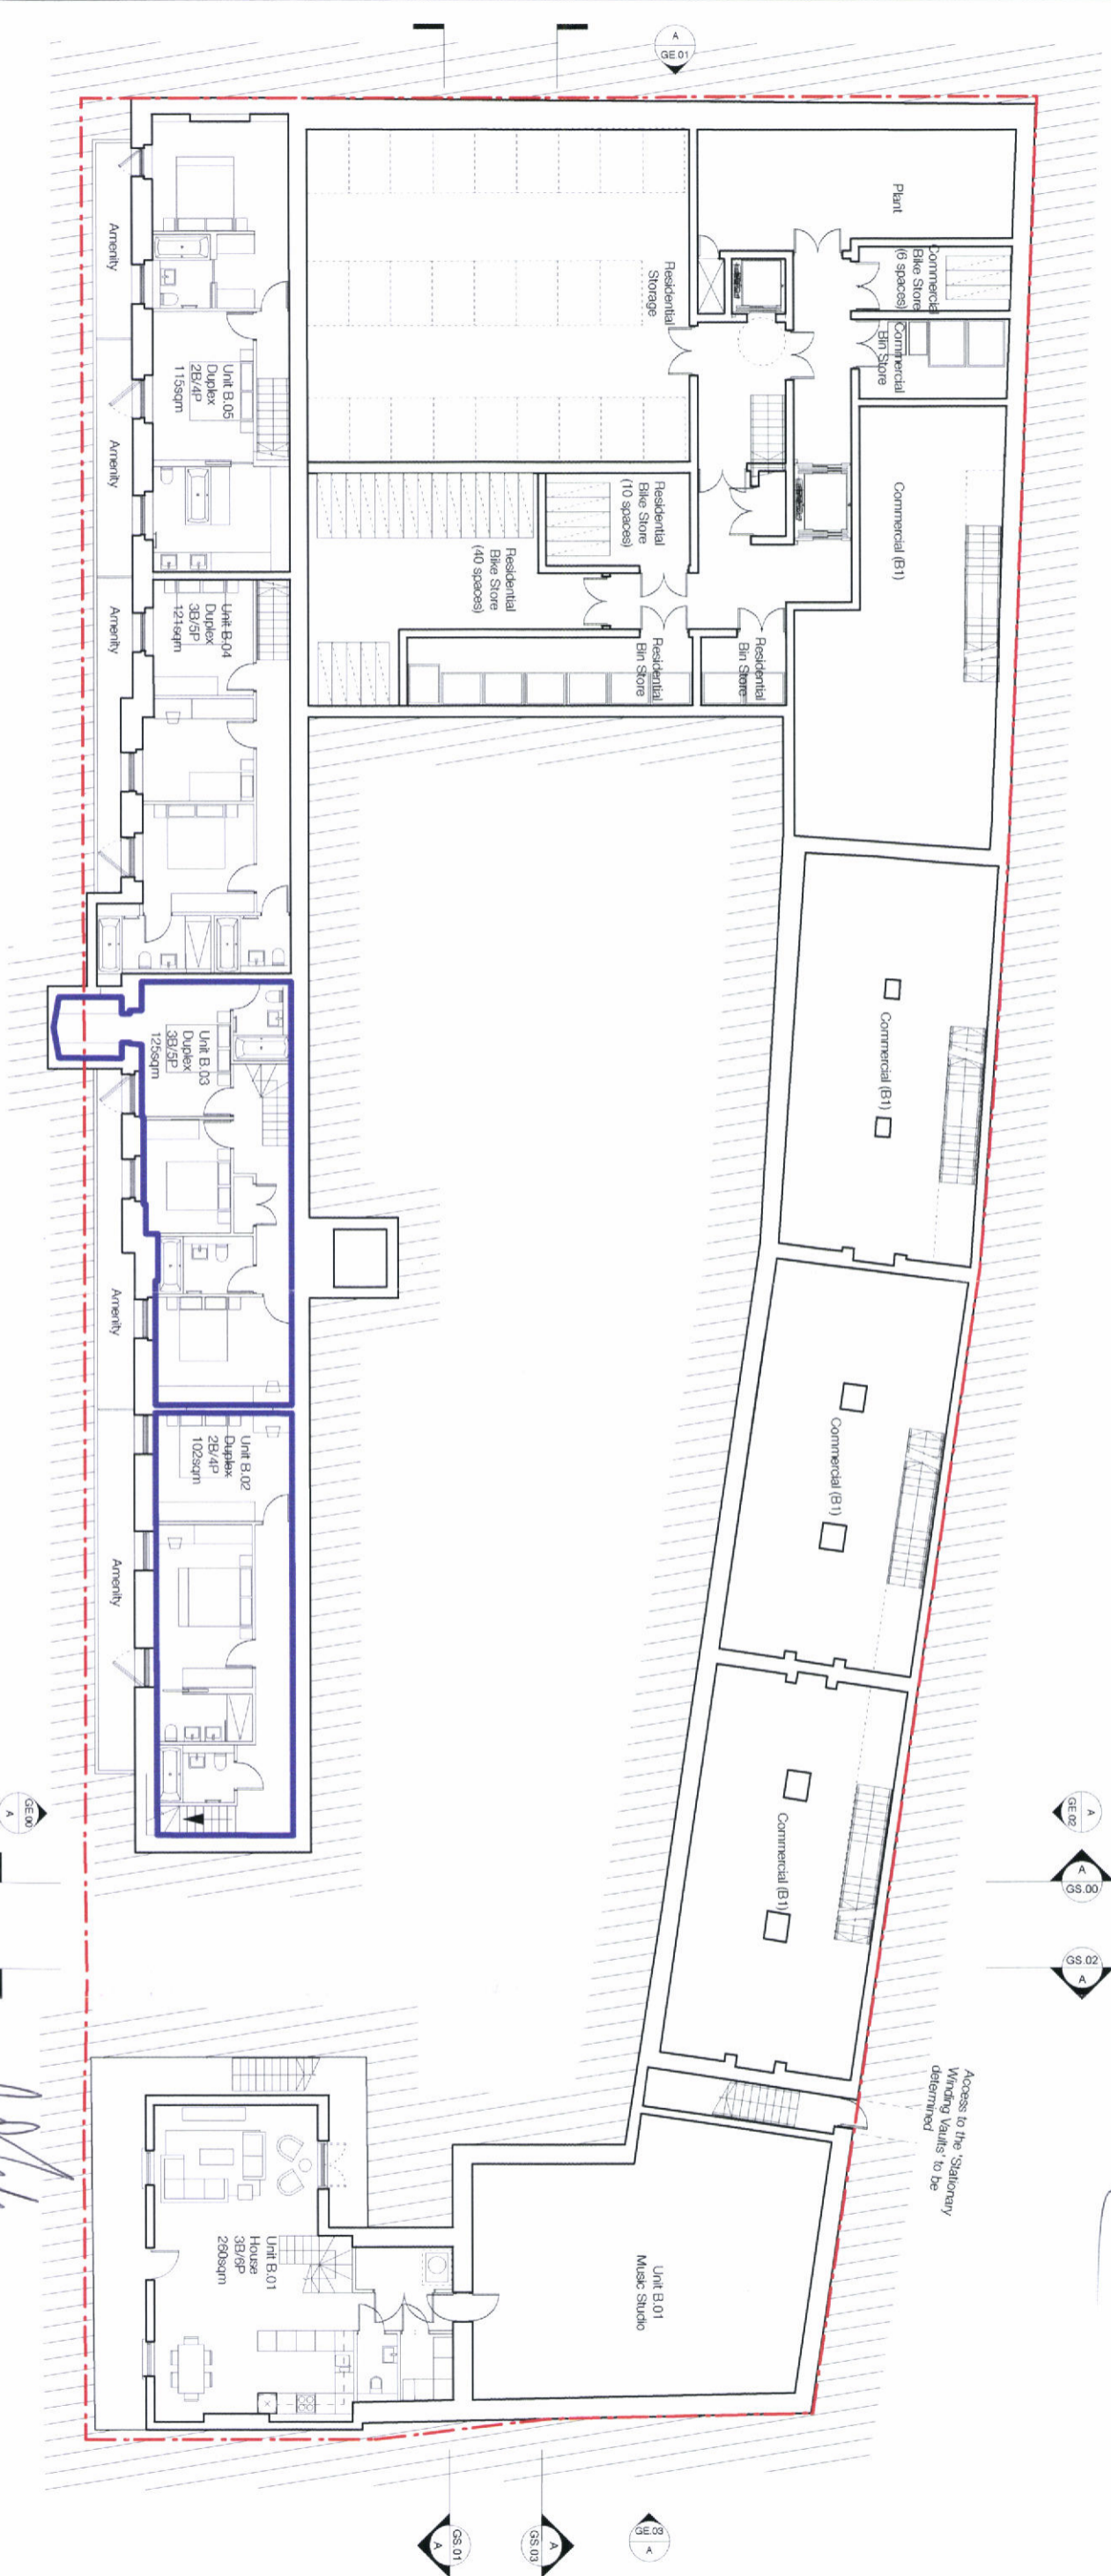 A
GE.01
Plant
Commercial
Bike Store
(6 spaces)
Commercial
Bin Store
Residential
Storage
Commercial (B1)
Residential
Bike Store
(10 spaces)
Residential
Bike Store
(40 spaces)
Residential
Bin Store
Residential
Bin Store
Commercial (B1)
Commercial (B1)
Commercial (B1)
Access to the 'Stationary
Winding Vaults' to be
determined
Unit B.01
Music Studio
Unit B.05
Duplex
2B/4P
115sqm
Unit B.04
Duplex
3B/5P
121sqm
Unit B.03
Duplex
3B/5P
125sqm
Unit B.02
Duplex
2B/4P
102sqm
Unit B.01
House
3B/6P
260sqm
Amenity
Amenity
Amenity
Amenity
Amenity
GE.00
A
A
GE.02
A
GS.00
GS.02
A
GS.01
A
A
GS.03
GE.03
A